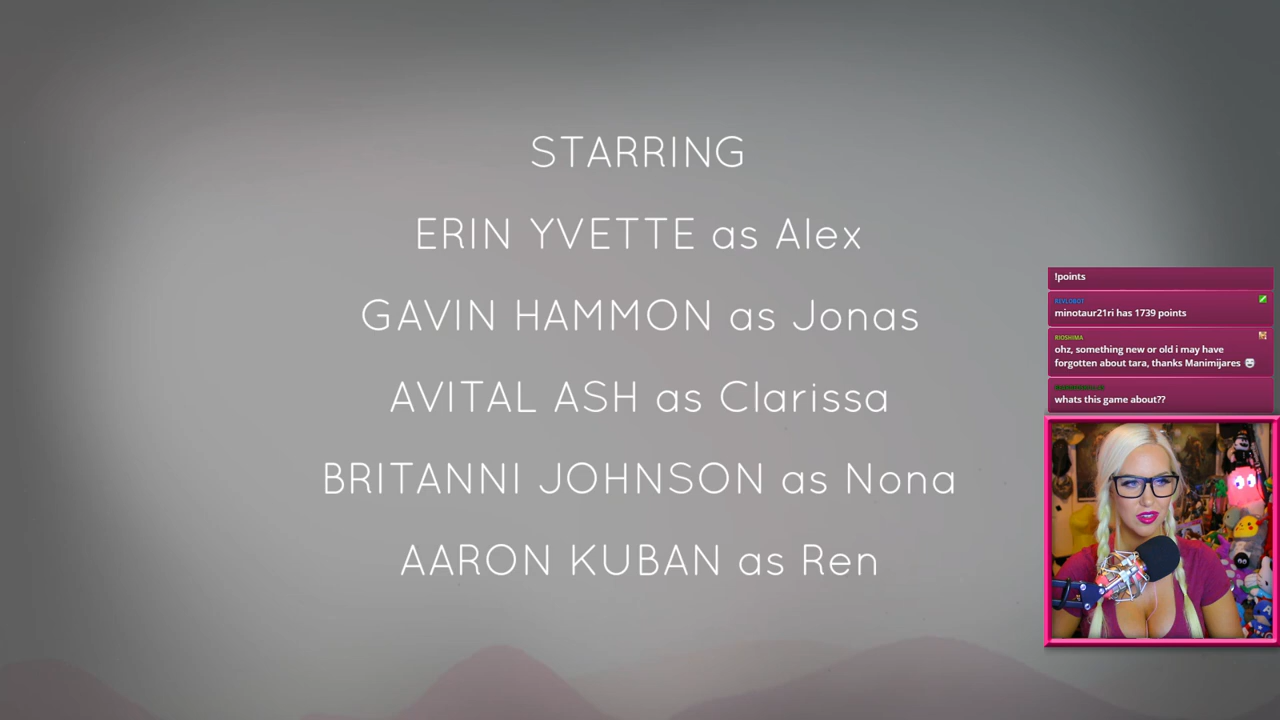 STARRING
ERIN YVETTE as Alex
GAVIN HAMMON as Jonas
AVITAL ASH as Clarissa
BRITANNI JOHNSON as Nona
AARON KUBAN as Ren
!points
REVLOBOT
minotaur21ri has 1739 points
RIOSHIMA
ohz, something new or old i may have
forgotten about tara, thanks Manimijares
whats this game about??